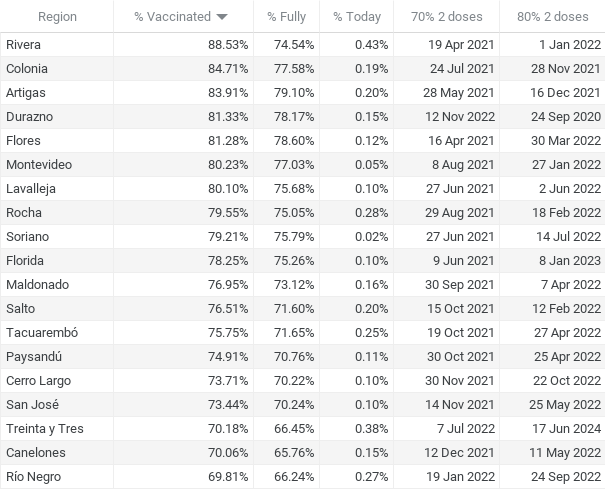 Region % Vaccinated % Fully % Today 70% 2 doses 80% 2 doses
Rivera 88.53% 74.54% 0.43% 19 Apr 2021 1 Jan 2022
Colonia 84.71% 77.58% 0.19% 24 Jul 2021 28 Nov 2021
Artigas 83.91% 79.10% 0.20% 28 May 2021 16 Dec 2021
Durazno 81.33% 78.17% 0.15% 12 Nov 2022 24 Sep 2020
Flores 81.28% 78.60% 0.12% 16 Apr 2021 30 Mar 2022
Montevideo 80.23% 77.03% 0.05% 8 Aug 2021 27 Jan 2022
Lavalleja 80.10% 75.68% 0.10% 27 Jun 2021 2 Jun 2022
Rocha 79.55% 75.05% 0.28% 29 Aug 2021 18 Feb 2022
Soriano 79.21% 75.79% 0.02% 27 Jun 2021 14 Jul 2022
Florida 78.25% 75.26% 0.10% 9 Jun 2021 8 Jan 2023
Maldonado 76.95% 73.12% 0.16% 30 Sep 2021 7 Apr 2022
Salto 76.51% 71.60% 0.20% 15 Oct 2021 12 Feb 2022
Tacuarembó 75.75% 71.65% 0.25% 19 Oct 2021 27 Apr 2022
Paysandú 74.91% 70.76% 0.11% 30 Oct 2021 25 Apr 2022
Cerro Largo 73.71% 70.22% 0.10% 30 Nov 2021 22 Oct 2022
San José 73.44% 70.24% 0.10% 14 Nov 2021 25 May 2022
Treinta y Tres 70.18% 66.45% 0.38% 7 Jul 2022 17 Jun 2024
Canelones 70.06% 65.76% 0.15% 12 Dec 2021 11 May 2022
Río Negro 69.81% 66.24% 0.27% 19 Jan 2022 24 Sep 2022